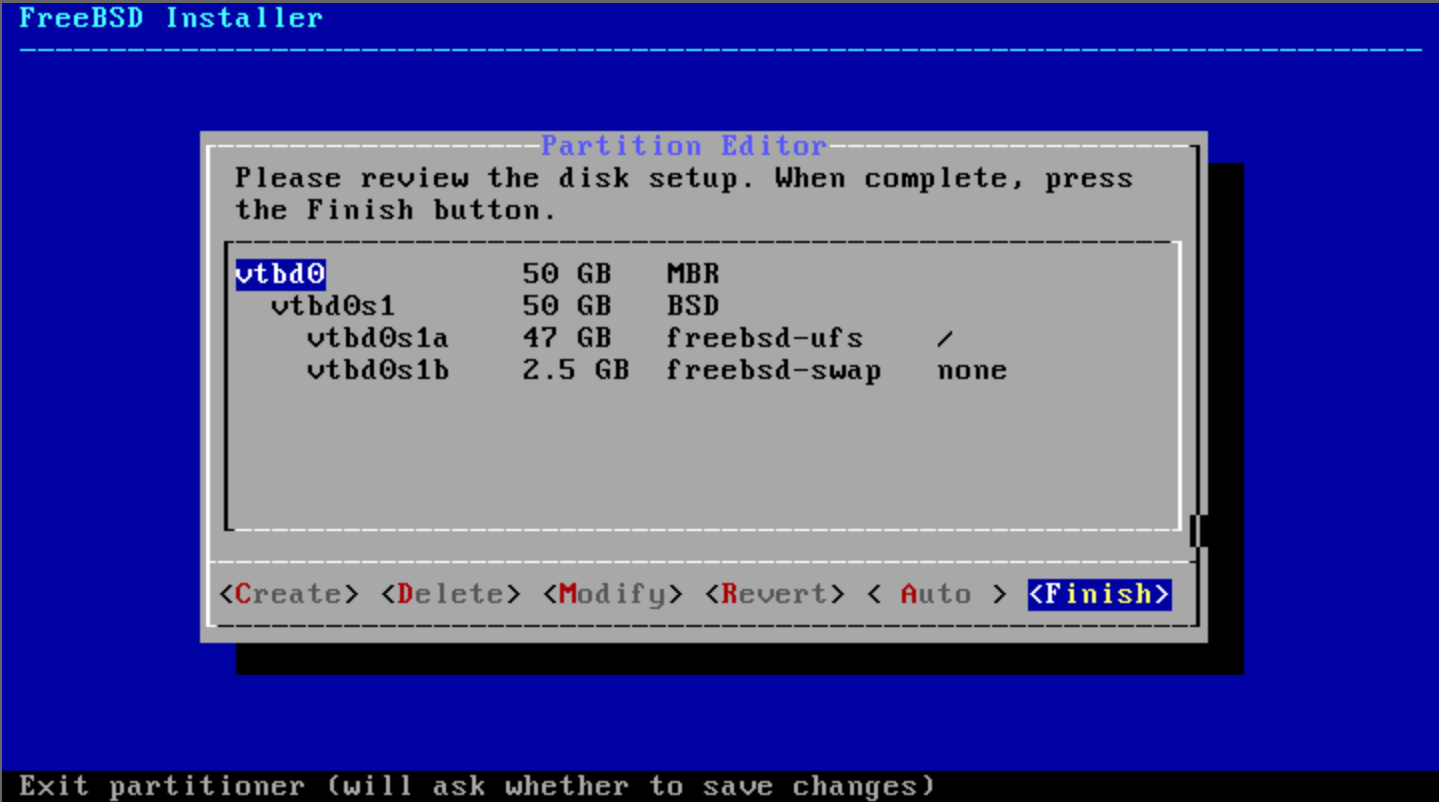 FreeBSD Installer
Partition Editor
Please review the disk setup. When complete, press
the Finish button.
vtbd0 50 GB MBR
vtbd0s1 50 GB BSD
vtbd0s1a 47 GB freebsd-ufs /
vtbd0s1b 2.5 GB freebsd-swap none
<Create> <Delete> <Modify> <Revert> < Auto > <Finish>
Exit partitioner (will ask whether to save changes)